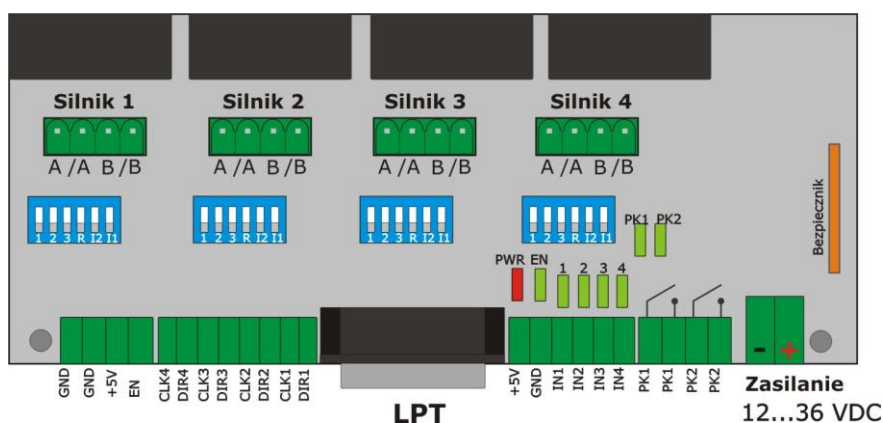 Silnik 1 Silnik 2 Silnik 3 Silnik 4
A /A B /B A /A B /B A /A B /B A /A B /B
1 2 3 R I2 I1 1 2 3 R I2 I1 1 2 3 R I2 I1 1 2 3 R I2 I1
PK1 PK2
Bezpiecznik
PWR EN 1 2 3 4
- +
GND GND +5V EN CLK4 DIR4 CLK3 DIR3 CLK2 DIR2 CLK1 DIR1 +5V GND IN1 IN2 IN3 IN4 PK1 PK1 PK2 PK2
Zasilanie
LPT 12...36 VDC